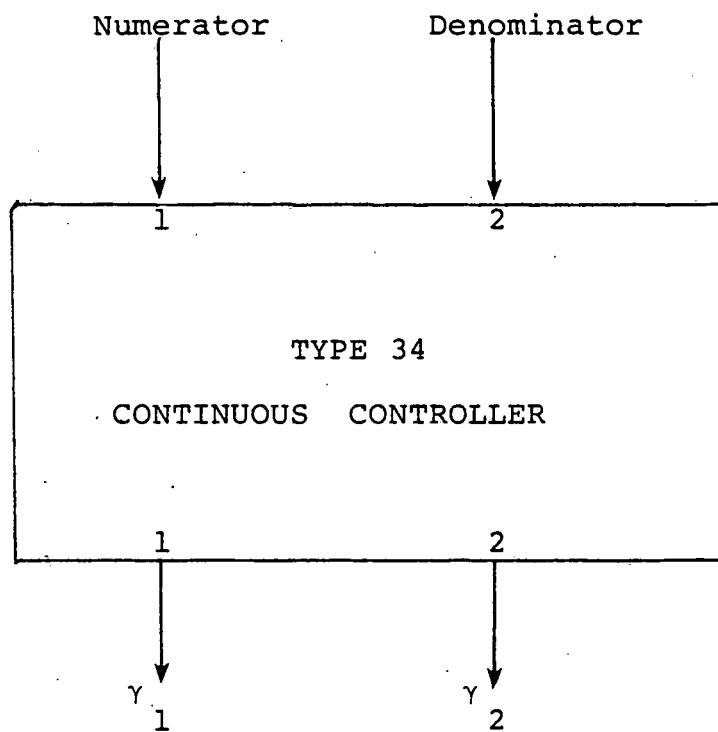 Numerator Denominator
1 2
TYPE 34
CONTINUOUS CONTROLLER
1 2
γ γ
1 2